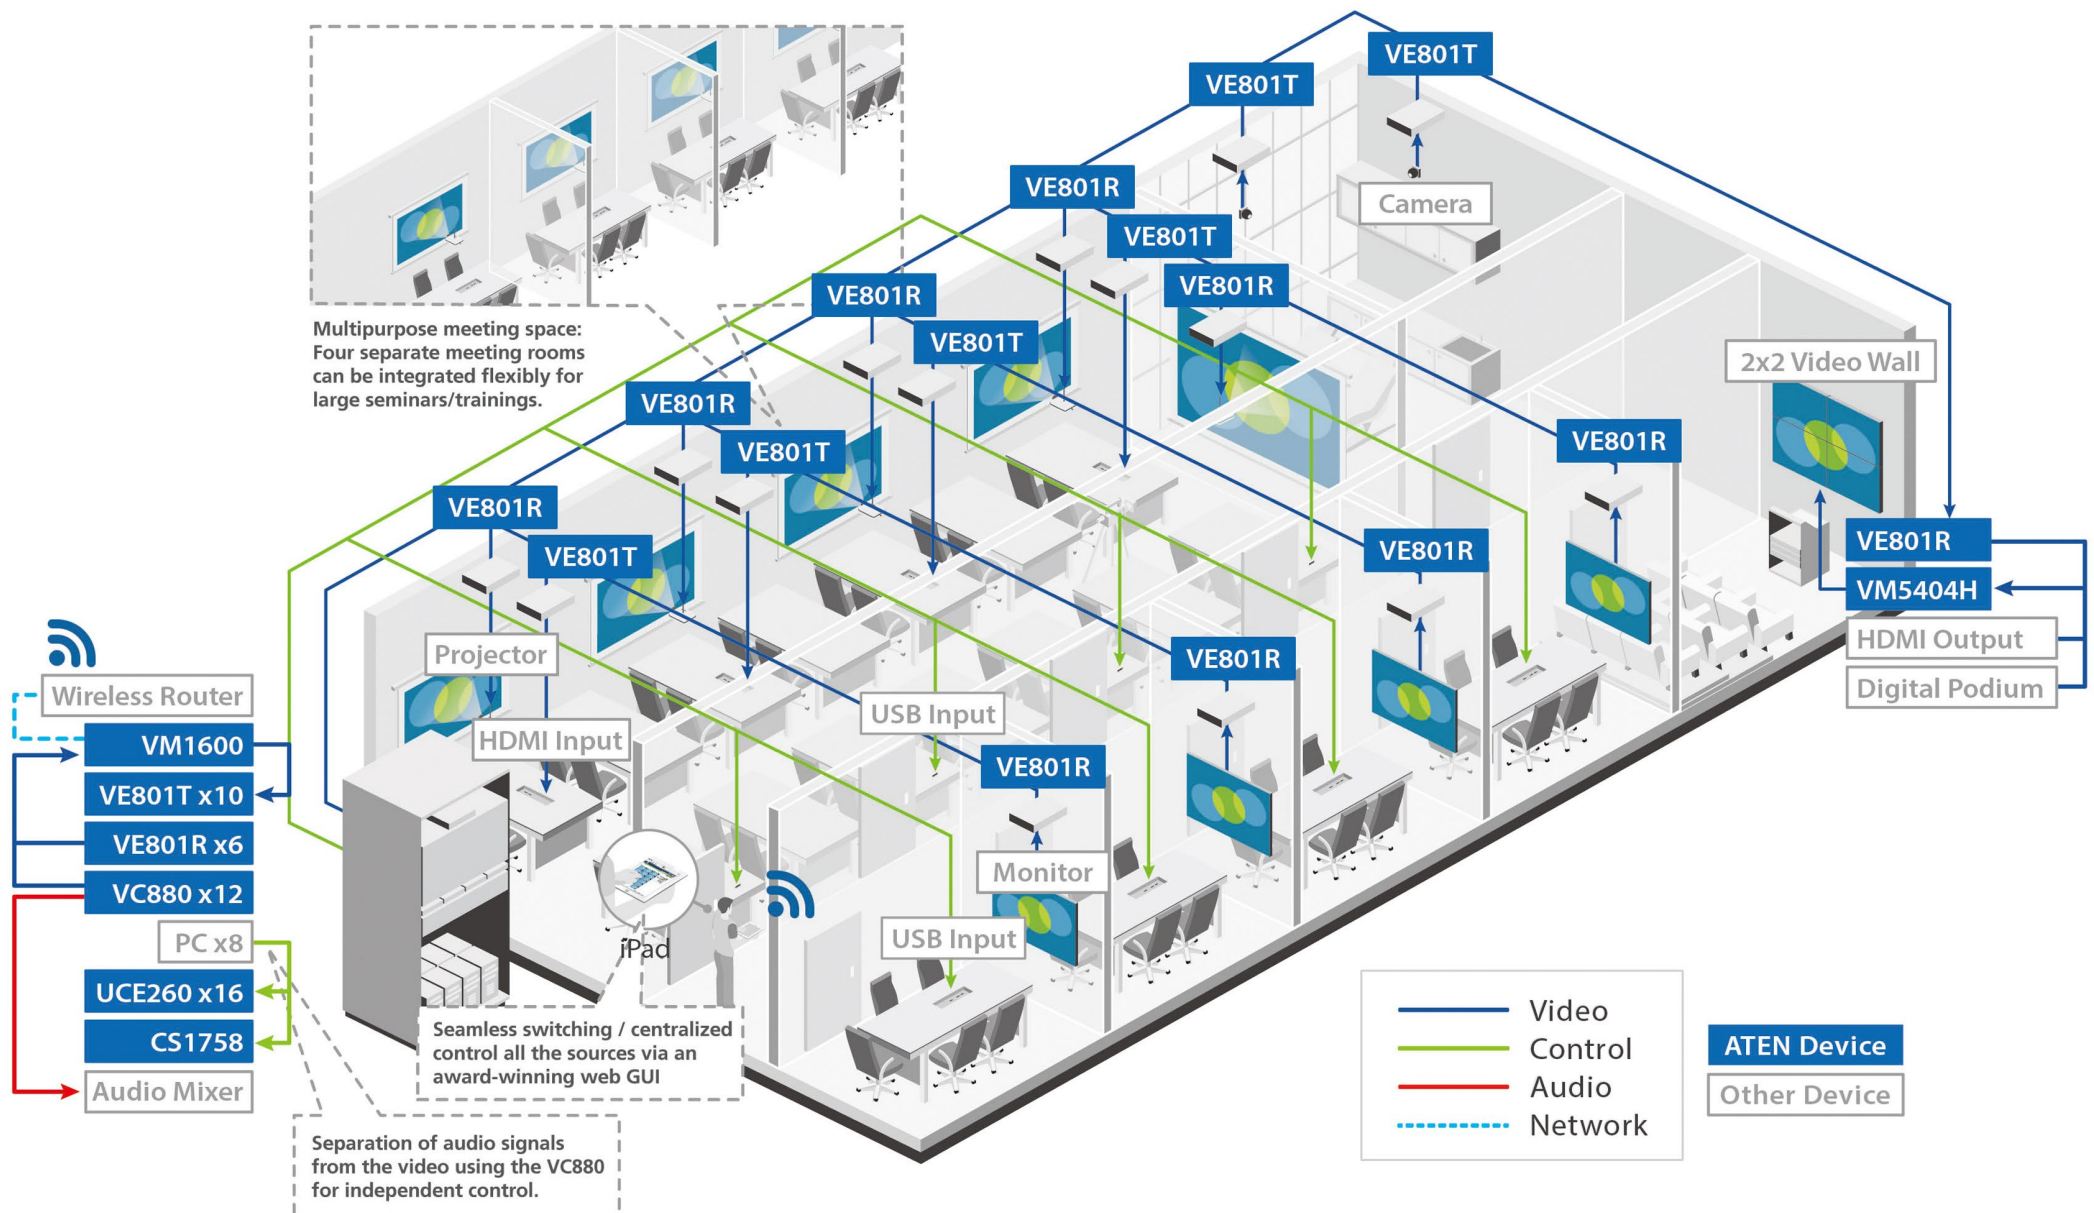 VE801T
VE801T
VE801R
Camera
VE801T
VE801R
VE801R
Multipurpose meeting space:
Four separate meeting rooms
can be integrated flexibly for
large seminars/trainings.
VE801T
2x2 Video Wall
VE801R
VE801R
VE801T
VE801R
VE801R
VE801R
VE801T
VM5404H
HDMI Output
Digital Podium
VE801R
Projector
USB Input
HDMI Input
VE801R
Wireless Router
VM1600
VE801T x10
VE801R x6
VC880 x12
PC x8
UCE260 x16
CS1758
Audio Mixer
Monitor
USB Input
iPad
Seamless switching / centralized
control all the sources via an
award-winning web GUI
Separation of audio signals
from the video using the VC880
for independent control.
Video
Control
Audio
Network
ATEN Device
Other Device